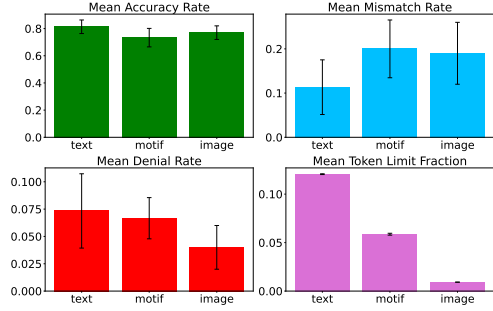 Mean Accuracy Rate
0.8
0.6
0.4
0.2
0.0
text motif image
Mean Mismatch Rate
0.2
0.1
0.0
text motif image
Mean Denial Rate
0.100
0.075
0.050
0.025
0.000
text motif image
Mean Token Limit Fraction
0.10
0.05
0.00
text motif image